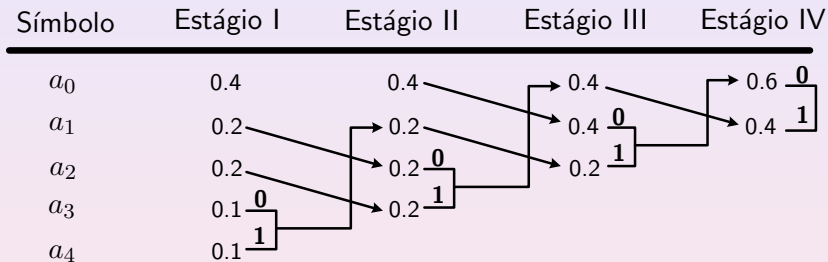 Símbolo Estágio I Estágio II Estágio III Estágio IV
a₀ 0.4 0.4 0.4 0.6 0
a₁ 0.2 0.2 0.4 0 0.4 1
a₂ 0.2 0.2 0 0.2 1
a₃ 0.1 0 0.2 1
a₄ 0.1 1